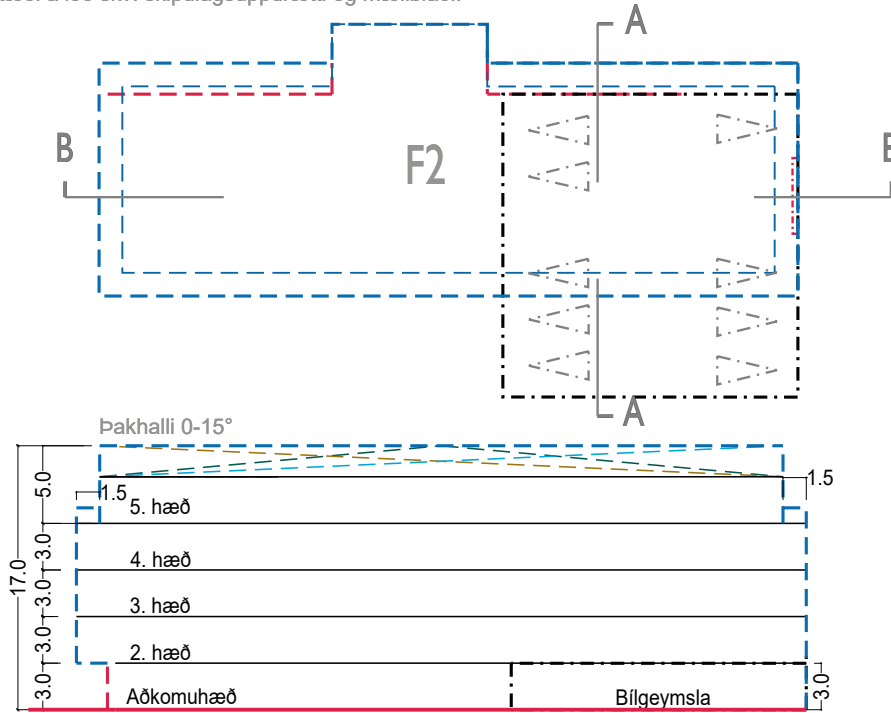 A
B
F2
B
A
Þakhalli 0-15°
5.0
1.5
1.5
5. hæð
17.0
3.0
4. hæð
3.0
3. hæð
3.0
2. hæð
3.0
Aðkomuhæð
Bílgeymsla
3.0